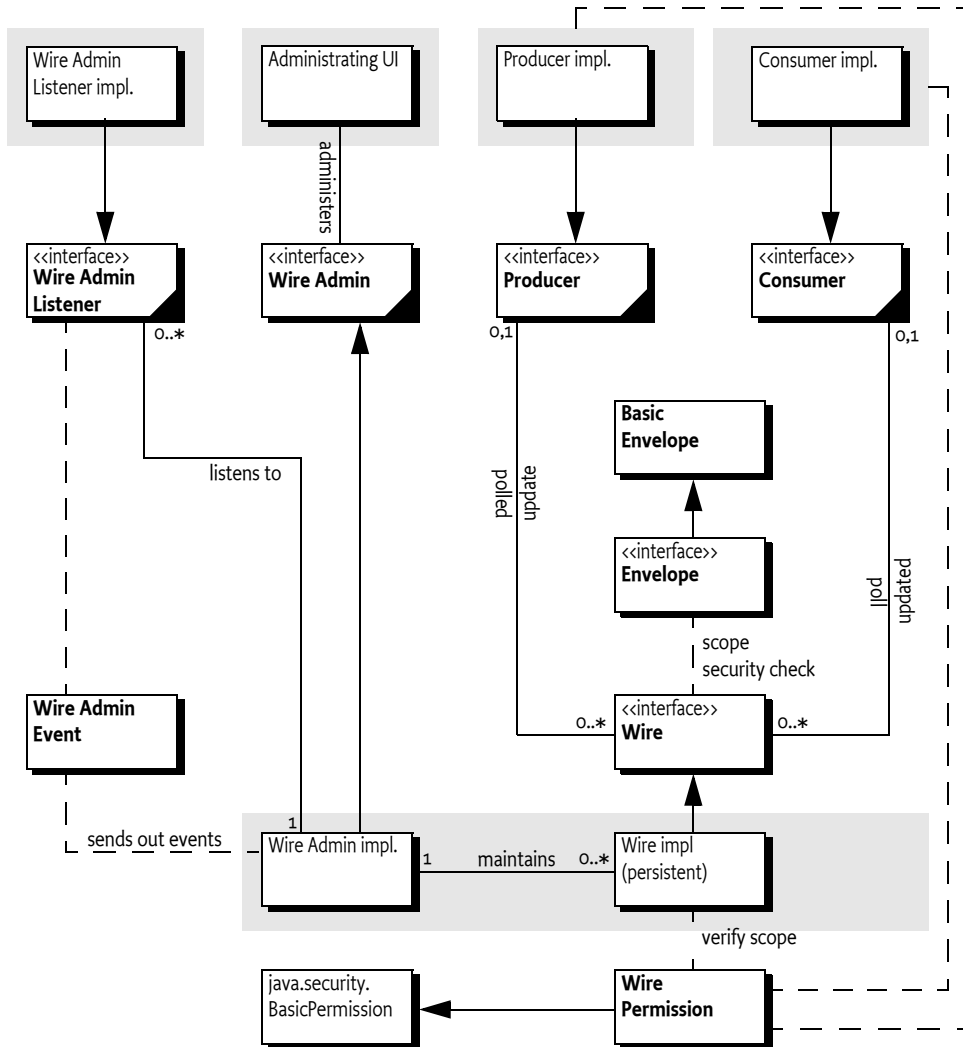 Wire Admin
Listener impl.
Administrating UI
Producer impl.
Consumer impl.
administers
<<interface>>
Wire Admin
Listener
<<interface>>
Wire Admin
<<interface>>
Producer
<<interface>>
Consumer
0..*
0,1
0,1
Basic
Envelope
listens to
polled
update
<<interface>>
Envelope
poll
updated
scope
security check
Wire Admin
Event
<<interface>>
Wire
0..*
0..*
1
sends out events
Wire Admin impl.
1
maintains
0..*
Wire impl
(persistent)
verify scope
java.security.
BasicPermission
Wire
Permission